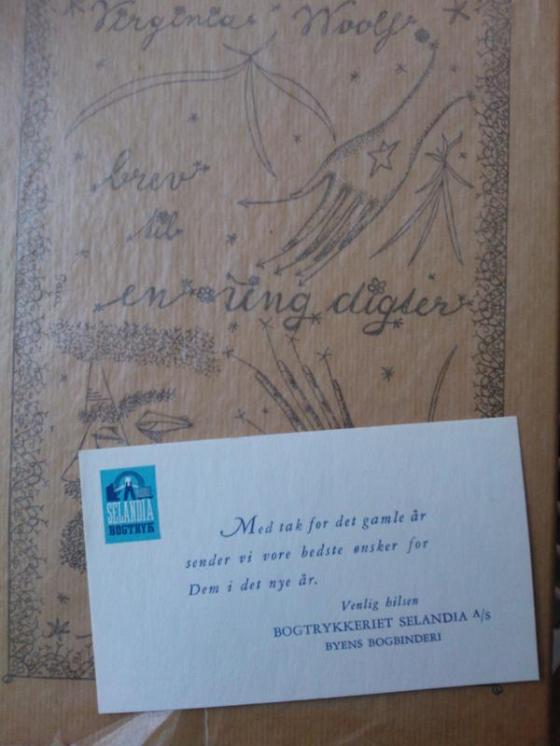 Virginia Woolf
brev
til
en ung digter
SELANDIA
BOGTRYK
Med tak for det gamle år
sender vi vore bedste ønsker for
Dem i det nye år.
Venlig hilsen
BOGTRYKKERIET SELANDIA A/S
BYENS BOGBINDERI